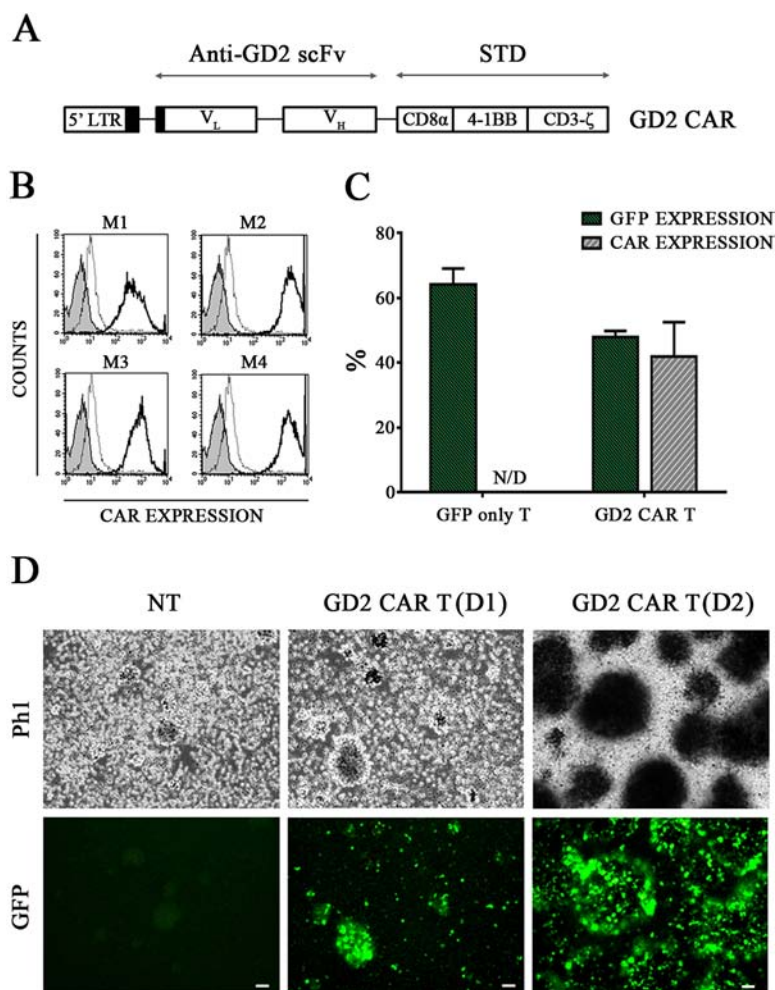 A
Anti-GD2 scFv
STD
5' LTR
VL
VH
CD8α
4-1BB
CD3-ζ
GD2 CAR
B
M1
M2
M3
M4
COUNTS
CAR EXPRESSION
C
GFP EXPRESSION
CAR EXPRESSION
80
60
40
20
0
%
N/D
GFP only T
GD2 CAR T
D
NT
GD2 CAR T(D1)
GD2 CAR T(D2)
Ph1
GFP